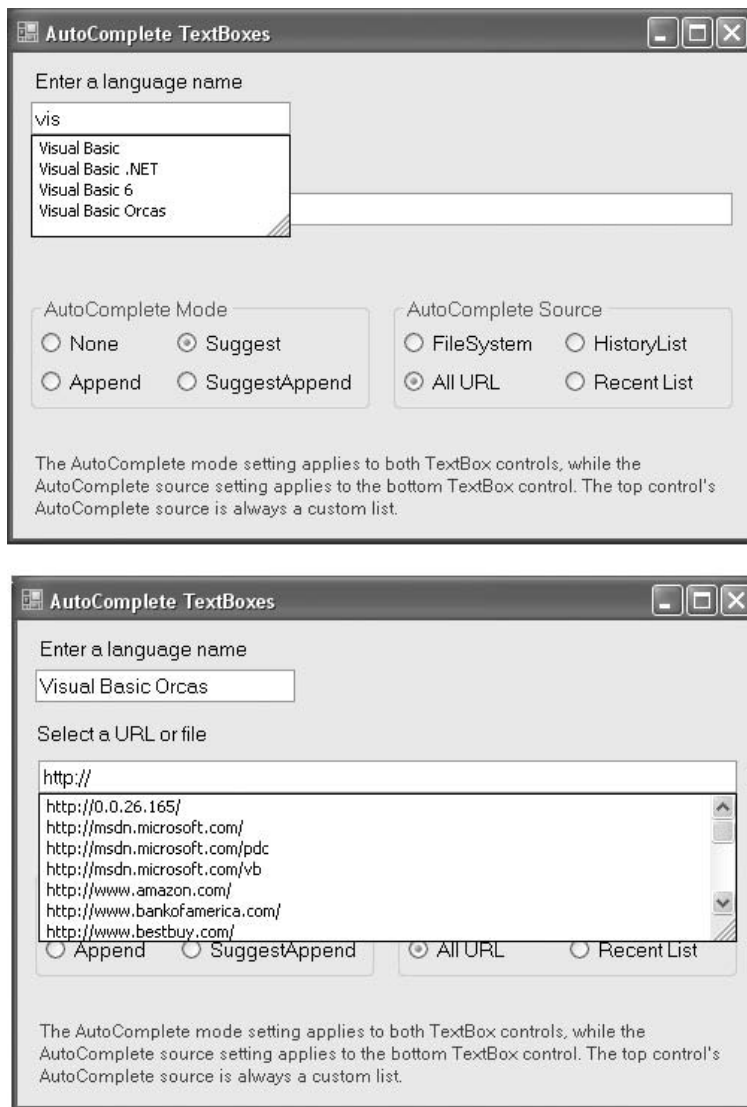 AutoComplete TextBoxes
Enter a language name
vis
Visual Basic
Visual Basic .NET
Visual Basic 6
Visual Basic Orcas
AutoComplete Mode
None Suggest
Append SuggestAppend
AutoComplete Source
FileSystem HistoryList
All URL Recent List
The AutoComplete mode setting applies to both TextBox controls, while the
AutoComplete source setting applies to the bottom TextBox control. The top control's
AutoComplete source is always a custom list.
AutoComplete TextBoxes
Enter a language name
Visual Basic Orcas
Select a URL or file
http://
http://0.0.26.165/
http://msdn.microsoft.com/
http://msdn.microsoft.com/pdc
http://msdn.microsoft.com/vb
http://www.amazon.com/
http://www.bankofamerica.com/
http://www.bestbuy.com/
Append SuggestAppend
All URL Recent List
The AutoComplete mode setting applies to both TextBox controls, while the
AutoComplete source setting applies to the bottom TextBox control. The top control's
AutoComplete source is always a custom list.